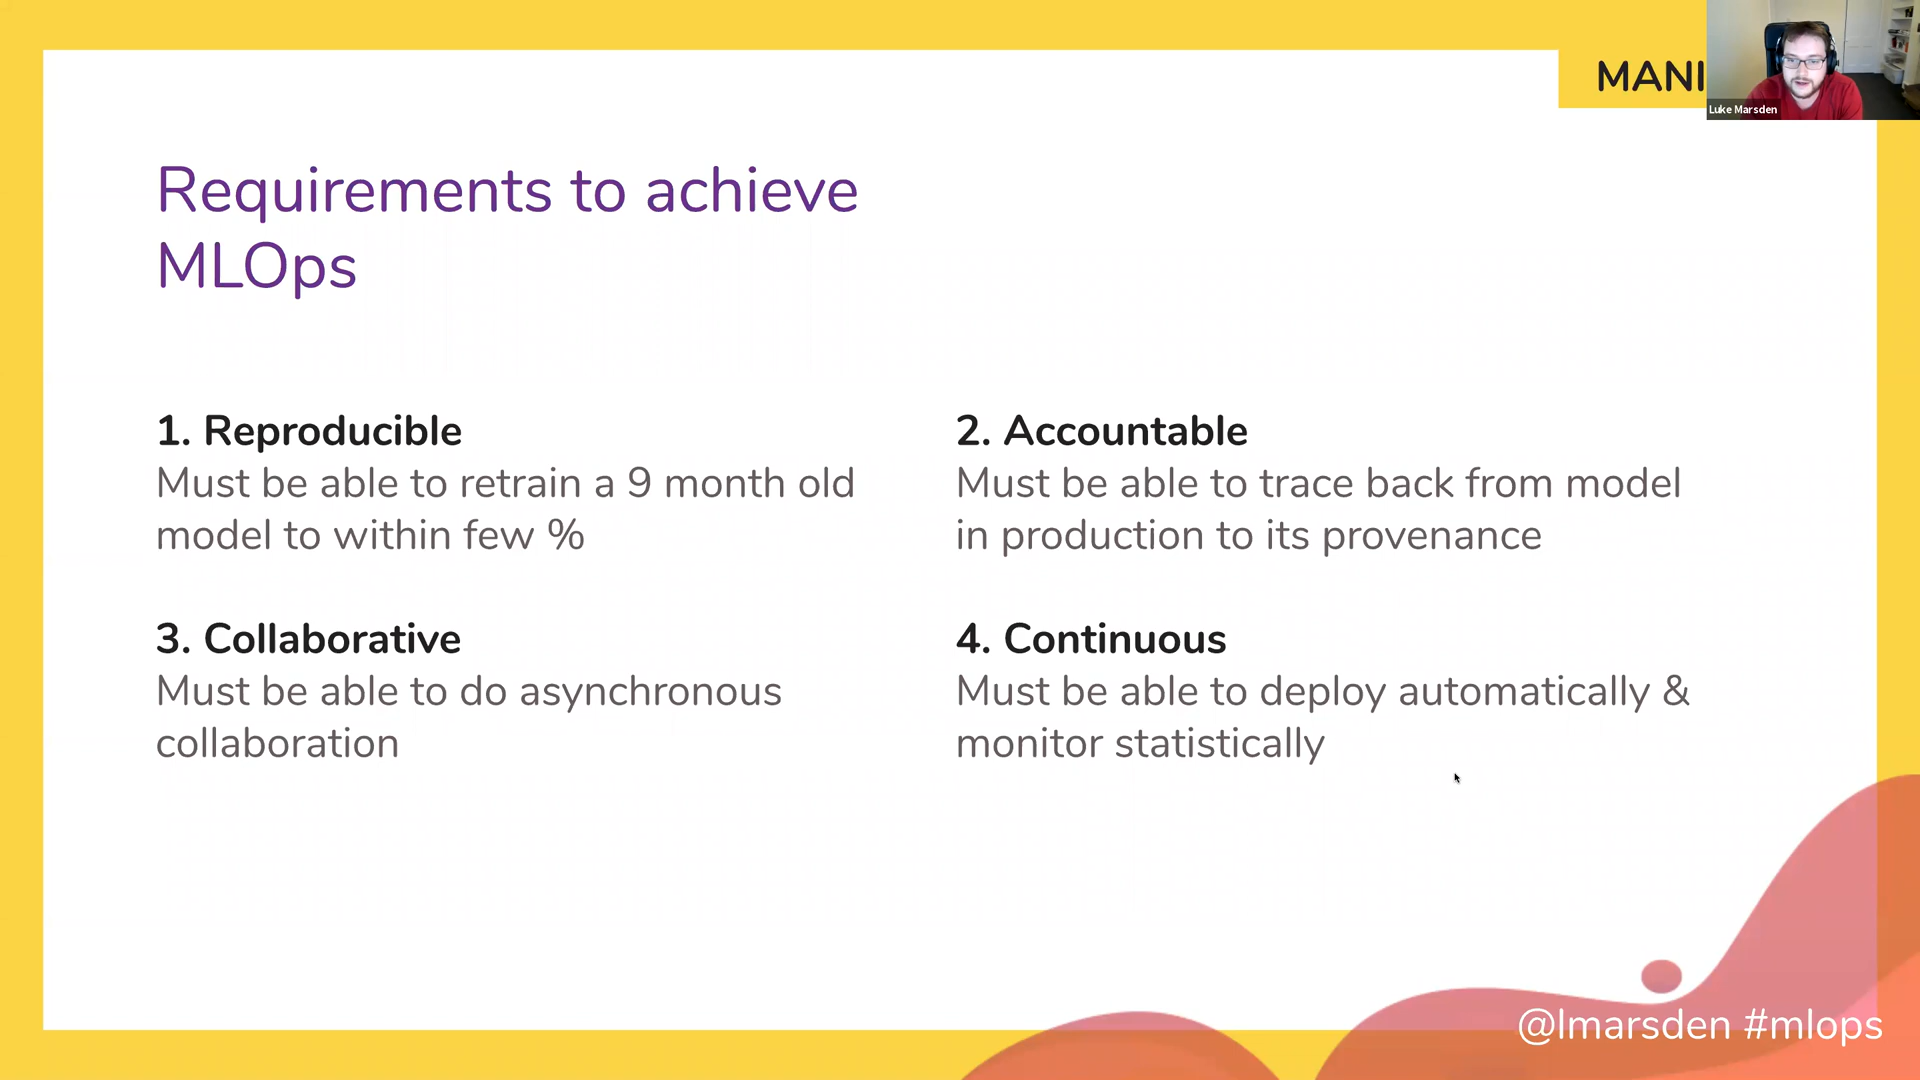 MANI
Luke Marsden
Requirements to achieve
MLOps
1. Reproducible
Must be able to retrain a 9 month old
model to within few %
2. Accountable
Must be able to trace back from model
in production to its provenance
3. Collaborative
Must be able to do asynchronous
collaboration
4. Continuous
Must be able to deploy automatically &
monitor statistically
@lmarsden #mlops